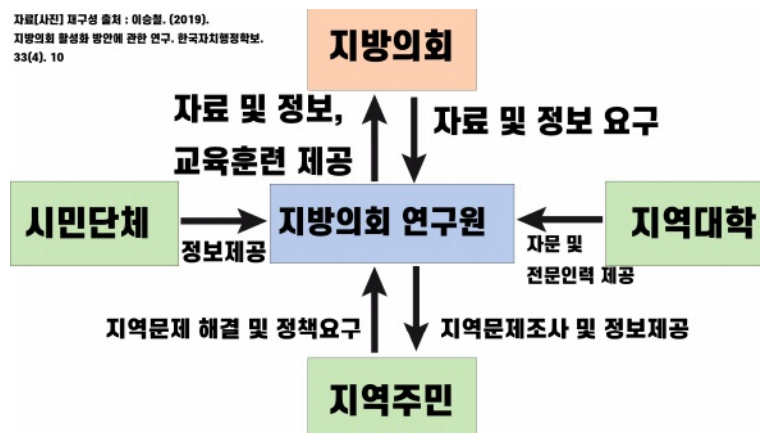 자료[사진] 재구성 출처 : 이승철. (2019).
지방의회 활성화 방안에 관한 연구. 한국자치행정학보.
33(4). 10
지방의회
자료 및 정보,
교육훈련 제공
자료 및 정보 요구
시민단체
정보제공
지방의회 연구원
지역대학
자문 및
전문인력 제공
지역문제 해결 및 정책요구
지역문제조사 및 정보제공
지역주민